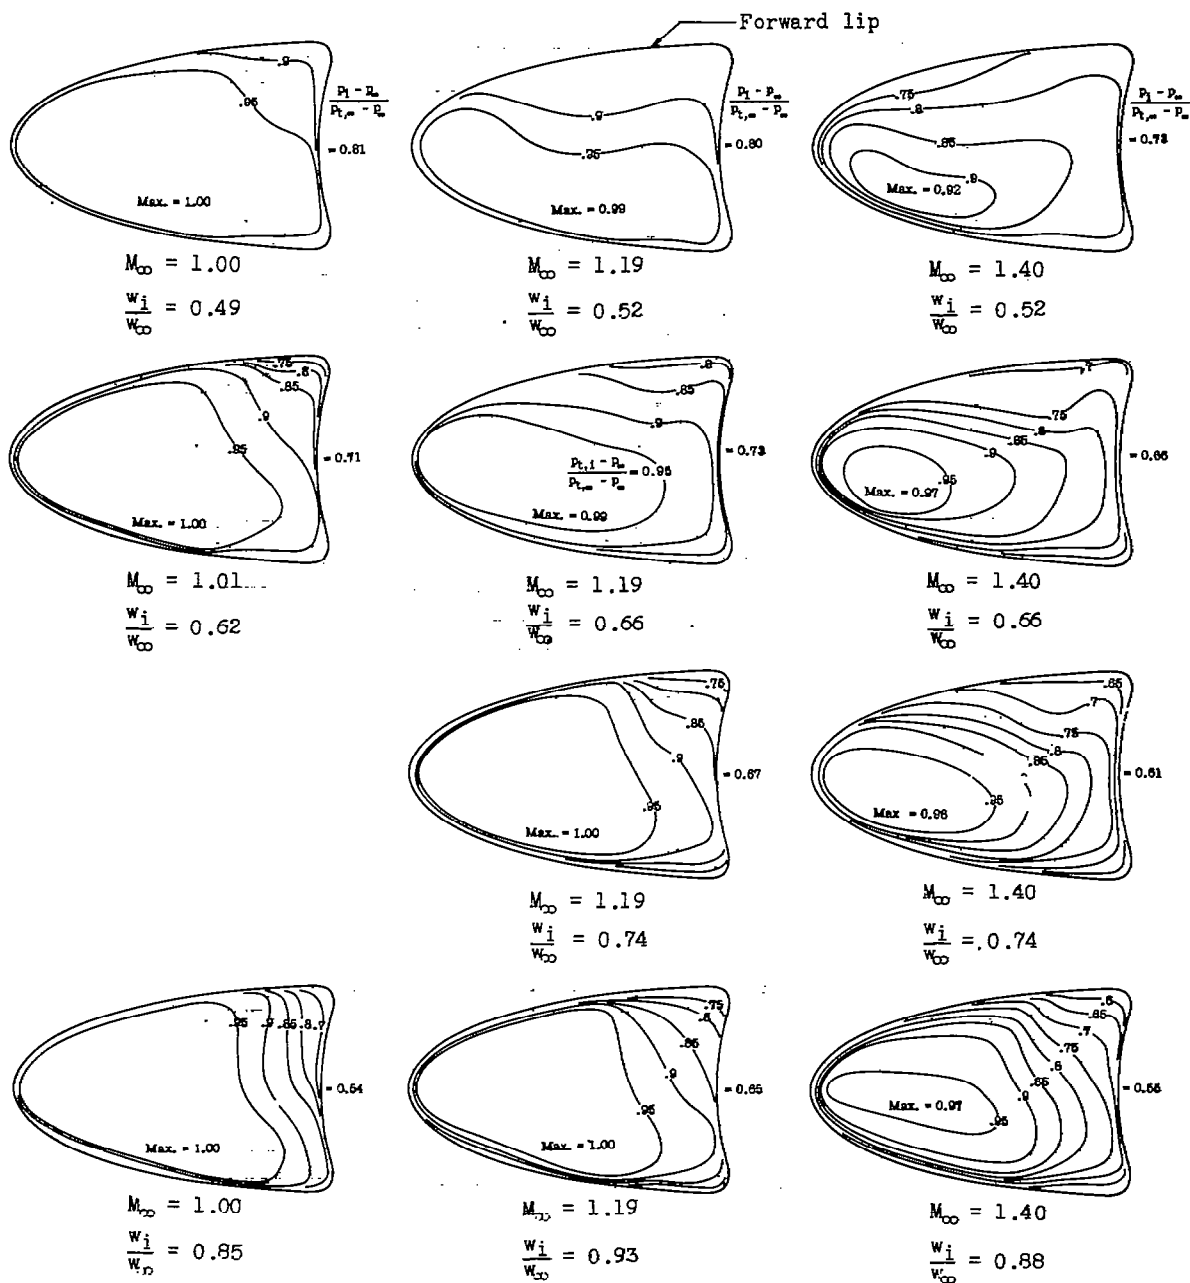 Forward lip
.9
.95
Max. = 1.00
p_i - p_∞
p_t,∞ - p_∞
= 0.81
M_∞ = 1.00
w_i
w_∞ = 0.49
.9
.95
Max. = 0.99
p_i - p_∞
p_t,∞ - p_∞
= 0.80
M_∞ = 1.19
w_i
w_∞ = 0.52
.75
.8
.85
.9
Max. = 0.92
p_i - p_∞
p_t,∞ - p_∞
= 0.73
M_∞ = 1.40
w_i
w_∞ = 0.52
.75
.8
.85
.9
.95
Max. = 1.00
= 0.71
M_∞ = 1.01
w_i
w_∞ = 0.62
.8
.85
.9
p_t,i - p_∞
p_t,∞ - p_∞ = 0.95
Max. = 0.99
= 0.73
M_∞ = 1.19
w_i
w_∞ = 0.66
.7
.75
.8
.85
.9
.95
Max. = 0.97
= 0.66
M_∞ = 1.40
w_i
w_∞ = 0.66
.75
.85
.9
.95
Max. = 1.00
= 0.67
M_∞ = 1.19
w_i
w_∞ = 0.74
.65
.7
.75
.8
.85
.95
= 0.61
M_∞ = 1.40
w_i
w_∞ = 0.74
.95 .9 .85 .8 .7
Max. = 1.00
= 0.54
M_∞ = 1.00
w_i
w_∞ = 0.85
.75
.85
.9
.95
Max. = 1.00
= 0.65
M_∞ = 1.19
w_i
w_∞ = 0.93
.6
.65
.7
.75
.8
.85
.9
.95
Max. = 0.97
= 0.55
M_∞ = 1.40
w_i
w_∞ = 0.88